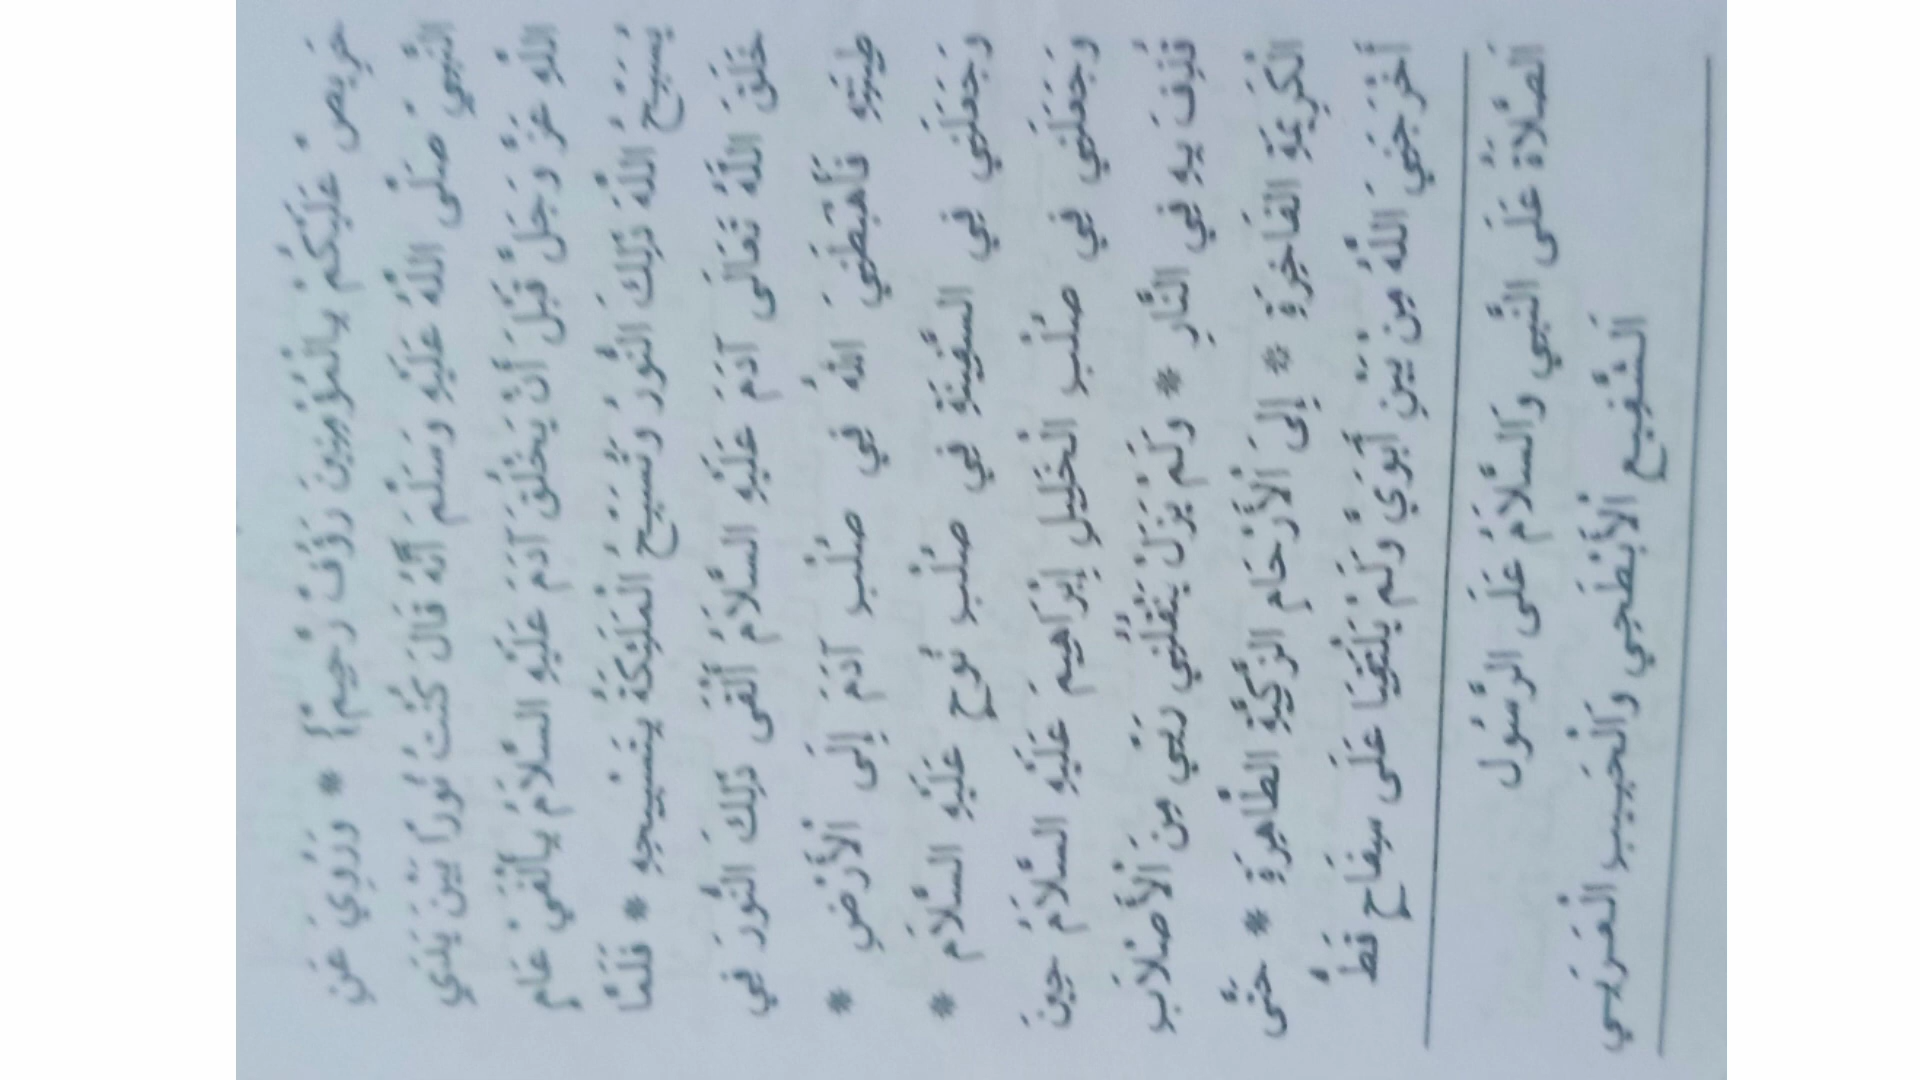 حَرِيصٌ عَلَيْكُمْ بِالْمُؤْمِنِينَ رَؤُفٌ رَّحِيمٌ} * وَرُوِيَ عَنِ
النَّبِيِّ صَلَّى اللّٰهُ عَلَيْهِ وَسَلَّمَ أَنَّهُ قَالَ كُنْتُ نُوراً بَيْنَ يَدَيِ
اللّٰهِ عَزَّ وَجَلَّ قَبْلَ أَنْ يَخْلُقَ آدَمَ عَلَيْهِ السَّلَامُ بِأَلْفَيْ عَامٍ
يُسَبِّحُ اللّٰهَ ذٰلِكَ النُّورُ وَتُسَبِّحُ الْمَلٰئِكَةُ بِتَسْبِيحِهِ * فَلَمَّا
خَلَقَ اللّٰهُ تَعَالَى آدَمَ عَلَيْهِ السَّلَامُ أَلْقَى ذٰلِكَ النُّورَ فِي
طِينَتِهِ فَأَهْبَطَنِيَ اللّٰهُ فِي صُلْبِ آدَمَ إِلَى الْأَرْضِ *
وَجَعَلَنِي فِي السَّفِينَةِ فِي صُلْبِ نُوحٍ عَلَيْهِ السَّلَامُ *
وَجَعَلَنِي فِي صُلْبِ الْخَلِيلِ إِبْرَاهِيمَ عَلَيْهِ السَّلَامُ حِينَ
قُذِفَ بِهِ فِي النَّارِ * وَلَمْ يَزَلْ يَنْقُلُنِي رَبِّي مِنَ الْأَصْلَابِ
الْكَرِيمَةِ الْفَاخِرَةِ * إِلَى الْأَرْحَامِ الزَّكِيَّةِ الطَّاهِرَةِ * حَتَّى
أَخْرَجَنِيَ اللّٰهُ مِنْ بَيْنِ أَبَوَيَّ وَلَمْ يَلْتَقِيَا عَلَى سِفَاحٍ قَطُّ
الصَّلَاةُ عَلَى النَّبِي وَالسَّلَامُ عَلَى الرَّسُولِ
الشَّفِيعِ الْأَبْطَحِي وَالْحَبِيبِ الْعَرَبِي